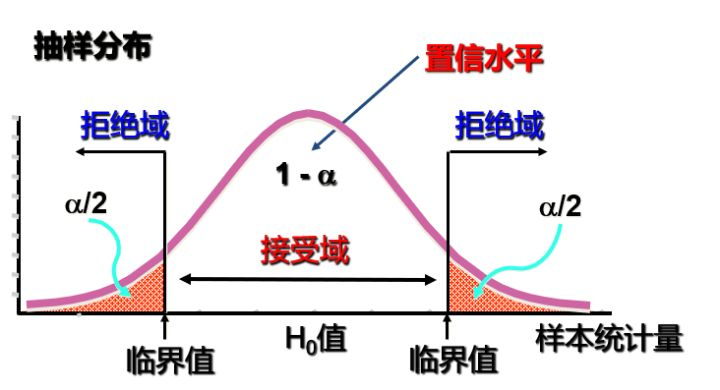 抽样分布
置信水平
拒绝域
拒绝域
1 - α
α/2
α/2
接受域
临界值
H₀值
临界值
样本统计量